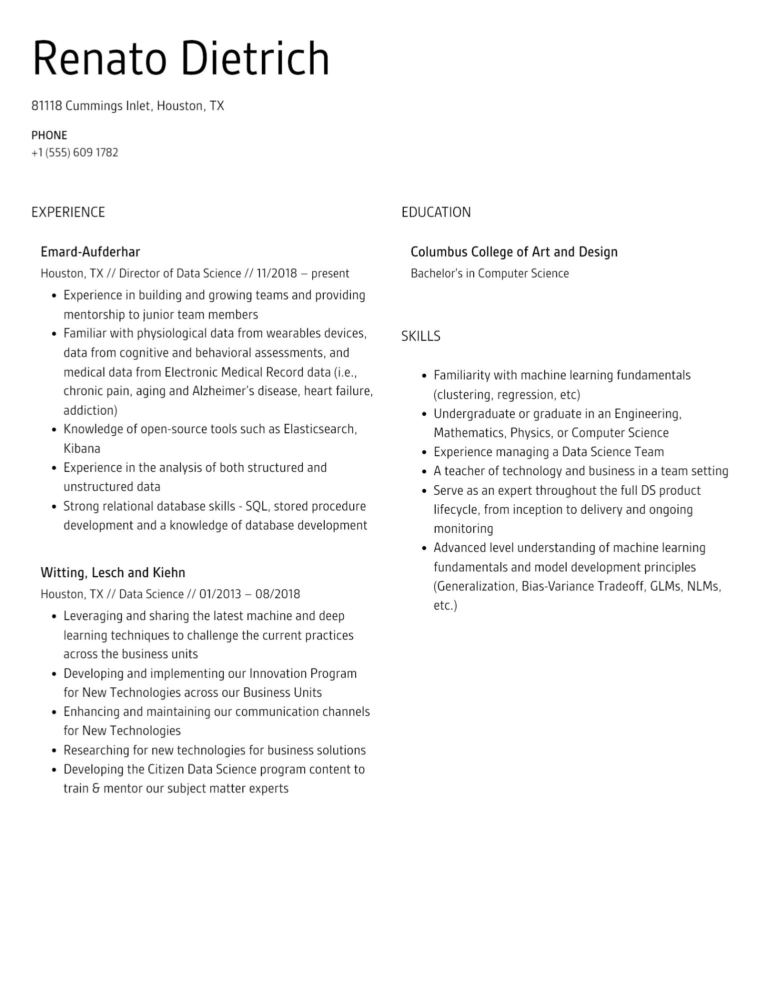 Renato Dietrich
81118 Cummings Inlet, Houston, TX
PHONE
+1 (555) 609 1782
EXPERIENCE
Emard-Aufderhar
Houston, TX // Director of Data Science // 11/2018 – present
• Experience in building and growing teams and providing
mentorship to junior team members
• Familiar with physiological data from wearables devices,
data from cognitive and behavioral assessments, and
medical data from Electronic Medical Record data (i.e.,
chronic pain, aging and Alzheimer's disease, heart failure,
addiction)
• Knowledge of open-source tools such as Elasticsearch,
Kibana
• Experience in the analysis of both structured and
unstructured data
• Strong relational database skills - SQL, stored procedure
development and a knowledge of database development
Witting, Lesch and Kiehn
Houston, TX // Data Science // 01/2013 – 08/2018
• Leveraging and sharing the latest machine and deep
learning techniques to challenge the current practices
across the business units
• Developing and implementing our Innovation Program
for New Technologies across our Business Units
• Enhancing and maintaining our communication channels
for New Technologies
• Researching for new technologies for business solutions
• Developing the Citizen Data Science program content to
train & mentor our subject matter experts
EDUCATION
Columbus College of Art and Design
Bachelor's in Computer Science
SKILLS
• Familiarity with machine learning fundamentals
(clustering, regression, etc)
• Undergraduate or graduate in an Engineering,
Mathematics, Physics, or Computer Science
• Experience managing a Data Science Team
• A teacher of technology and business in a team setting
• Serve as an expert throughout the full DS product
lifecycle, from inception to delivery and ongoing
monitoring
• Advanced level understanding of machine learning
fundamentals and model development principles
(Generalization, Bias-Variance Tradeoff, GLMs, NLMs,
etc.)